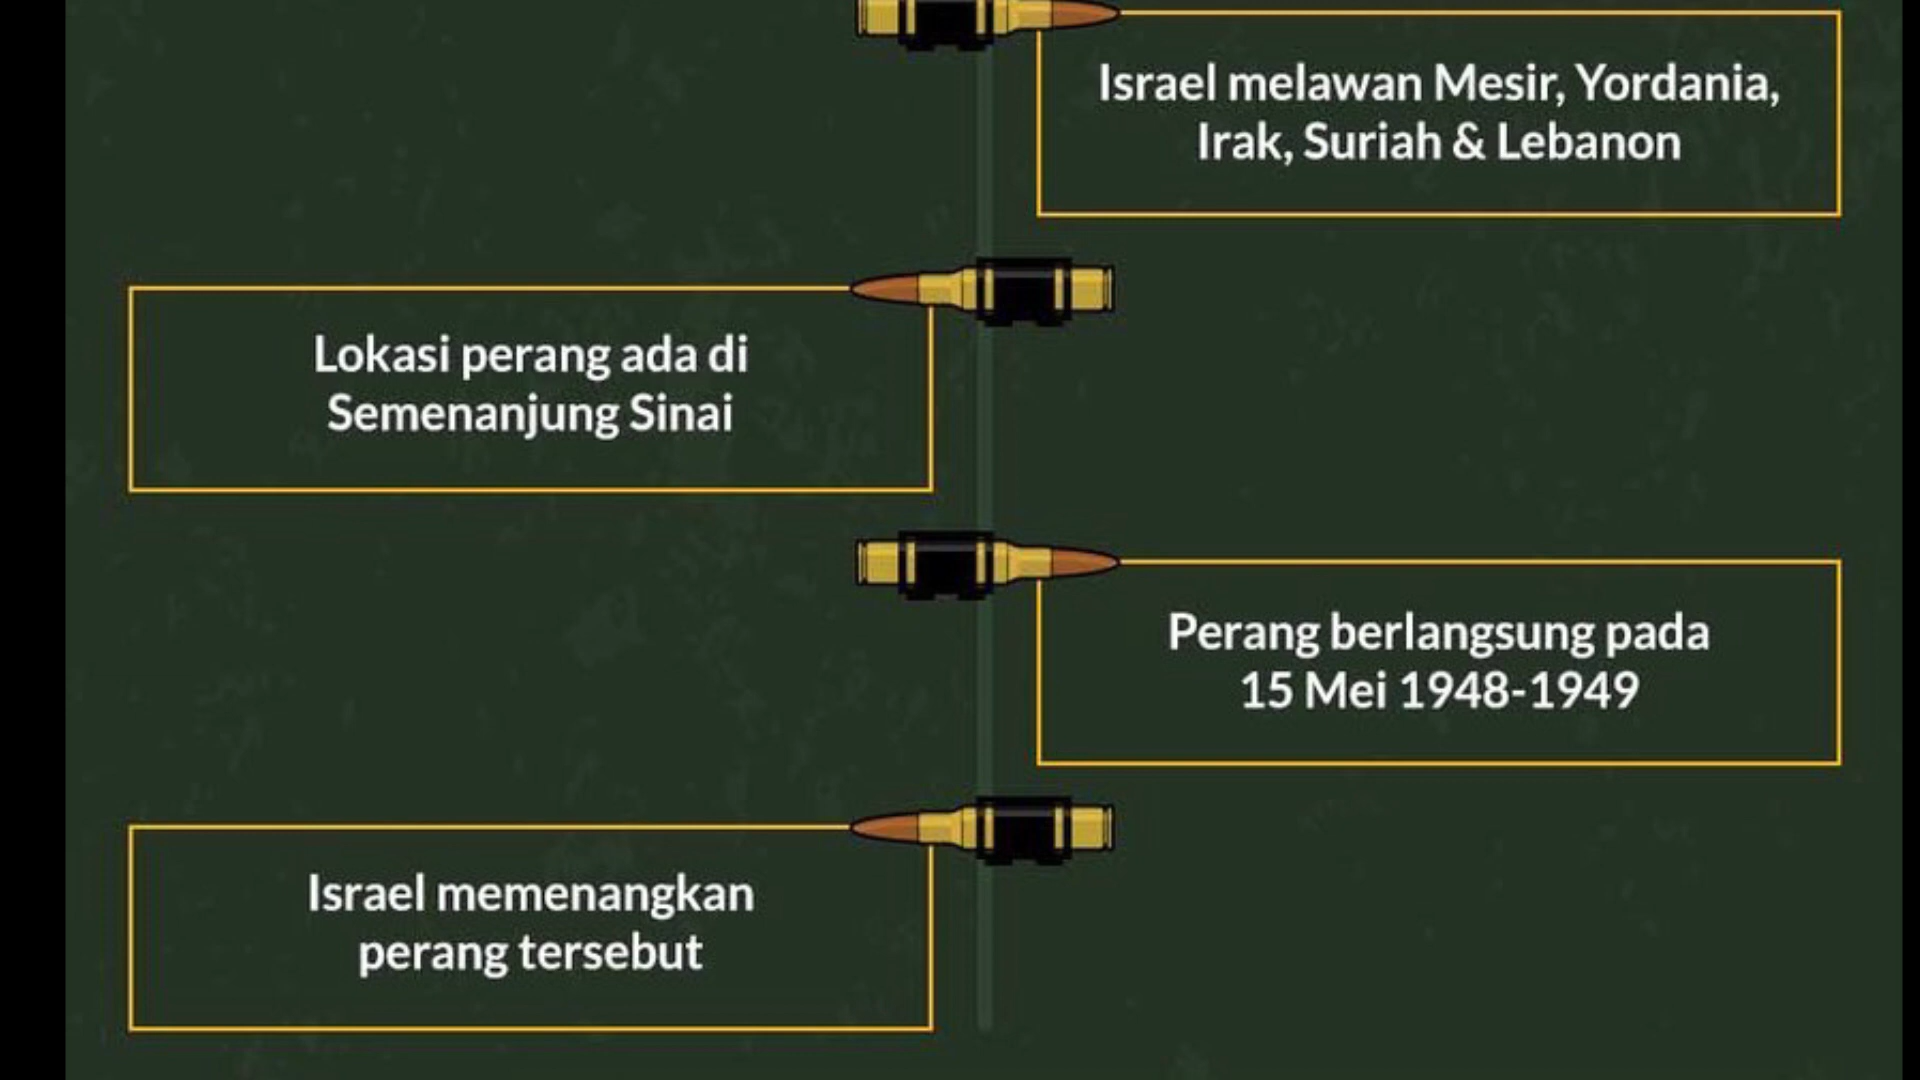 Israel melawan Mesir, Yordania,
Irak, Suriah & Lebanon
Lokasi perang ada di
Semenanjung Sinai
Perang berlangsung pada
15 Mei 1948-1949
Israel memenangkan
perang tersebut